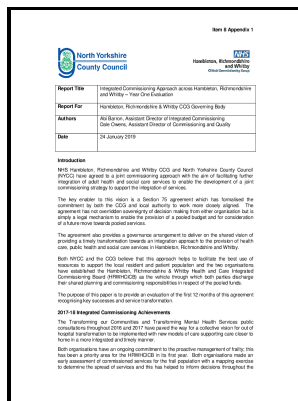 Item 8 Appendix 1
North Yorkshire
County Council
NHS
Hambleton, Richmondshire
and Whitby
Clinical Commissioning Group
Report Title
Integrated Commissioning Approach across Hambleton, Richmondshire
and Whitby – Year One Evaluation
Report For
Hambleton, Richmondshire & Whitby CCG Governing Body
Authors
Abi Barron, Assistant Director of Integrated Commissioning
Dale Owens, Assistant Director of Commissioning and Quality
Date
24 January 2019
Introduction
NHS Hambleton, Richmondshire and Whitby CCG and North Yorkshire County Council
(NYCC) have agreed to a joint commissioning approach with the aim of facilitating further
integration of adult health and social care services to enable the development of a joint
commissioning strategy to support the integration of services.
The key enabler to this vision is a Section 75 agreement which has formalised the
commitment by both the CCG and local authority to work more closely aligned. The
agreement has not overridden sovereignty of decision making from either organisation but is
simply a legal mechanism to enable the provision of a pooled budget and for consideration
of a future move towards pooled services.
The agreement also provides a governance arrangement to deliver on the shared vision of
providing a timely transformation towards an integration approach to the provision of health
care, public health and social care services in Hambleton, Richmondshire and Whitby.
Both NYCC and the CCG believe that this approach helps to facilitate the best use of
resources to support the local resident and patient population and the two organisations
have established the Hambleton, Richmondshire & Whitby Health and Care Integrated
Commissioning Board (HRWHCICB) as the vehicle through which both parties discharge
their shared planning and commissioning responsibilities in respect of the pooled funds.
The purpose of this paper is to provide an evaluation of the first 12 months of this agreement
recognising key successes and service transformation.
2017-18 Integrated Commissioning Achievements
The Transforming our Communities and Transforming Mental Health Services public
consultations throughout 2016 and 2017 have paved the way for a collective vision for out of
hospital transformation to be implemented with new models of care supporting care closer to
home in a more integrated and timely manner.
Both organisations have an ongoing commitment to the proactive management of frailty; this
has been a priority area for the HRWHCICB in its first year. Both organisations made an
early assessment of commissioned services for the frail population with a mapping exercise
to determine the spread of services and this has helped to inform decisions throughout the